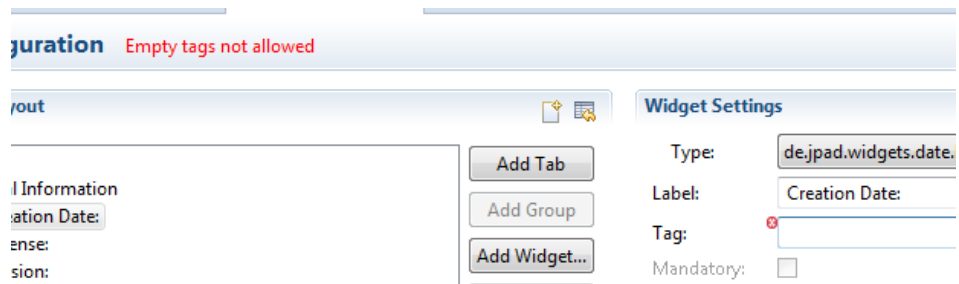 guration Empty tags not allowed
yout
Widget Settings
Add Tab
Type: de.jpad.widgets.date.
l Information
Label: Creation Date:
eation Date:
Add Group
Tag:
ense:
Add Widget...
sion:
Mandatory: